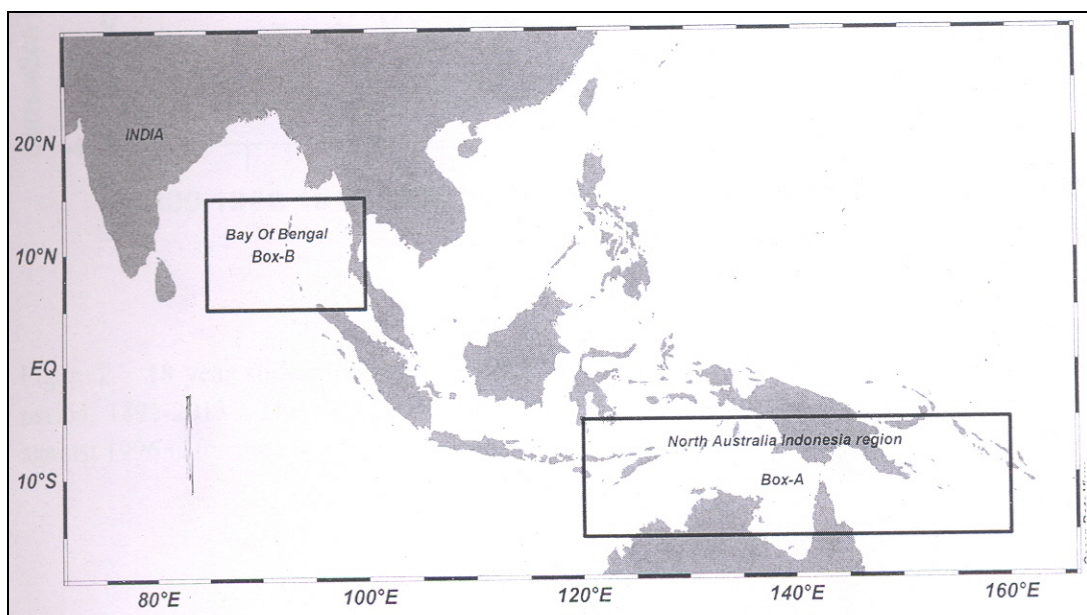 INDIA
20°N
Bay Of Bengal
Box-B
10°N
EQ
North Australia Indonesia region
Box-A
10°S
80°E
100°E
120°E
140°E
160°E